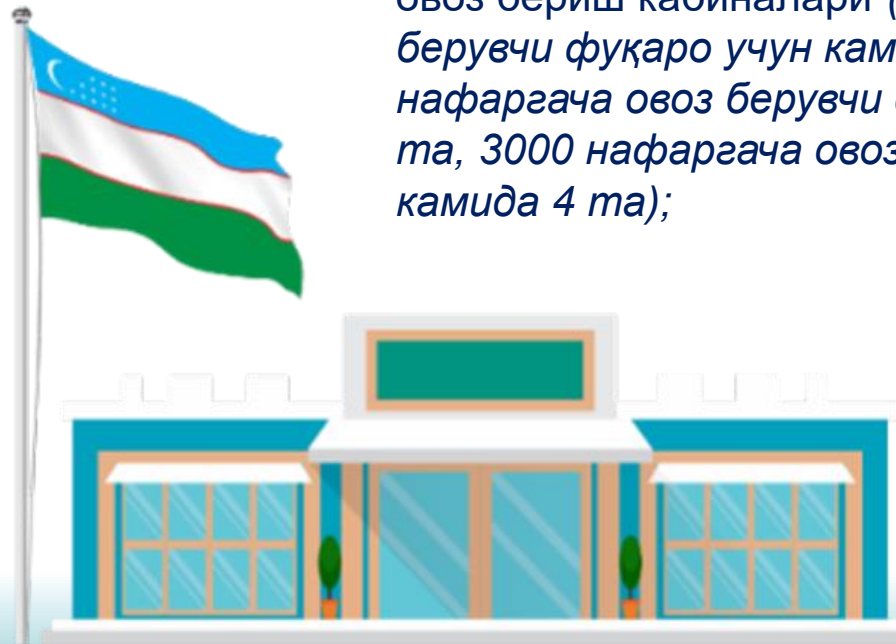 овоз бериш кабиналари (
берувчи фуқаро учун кам
нафаргача овоз берувчи
та, 3000 нафаргача овоз
камида 4 та);